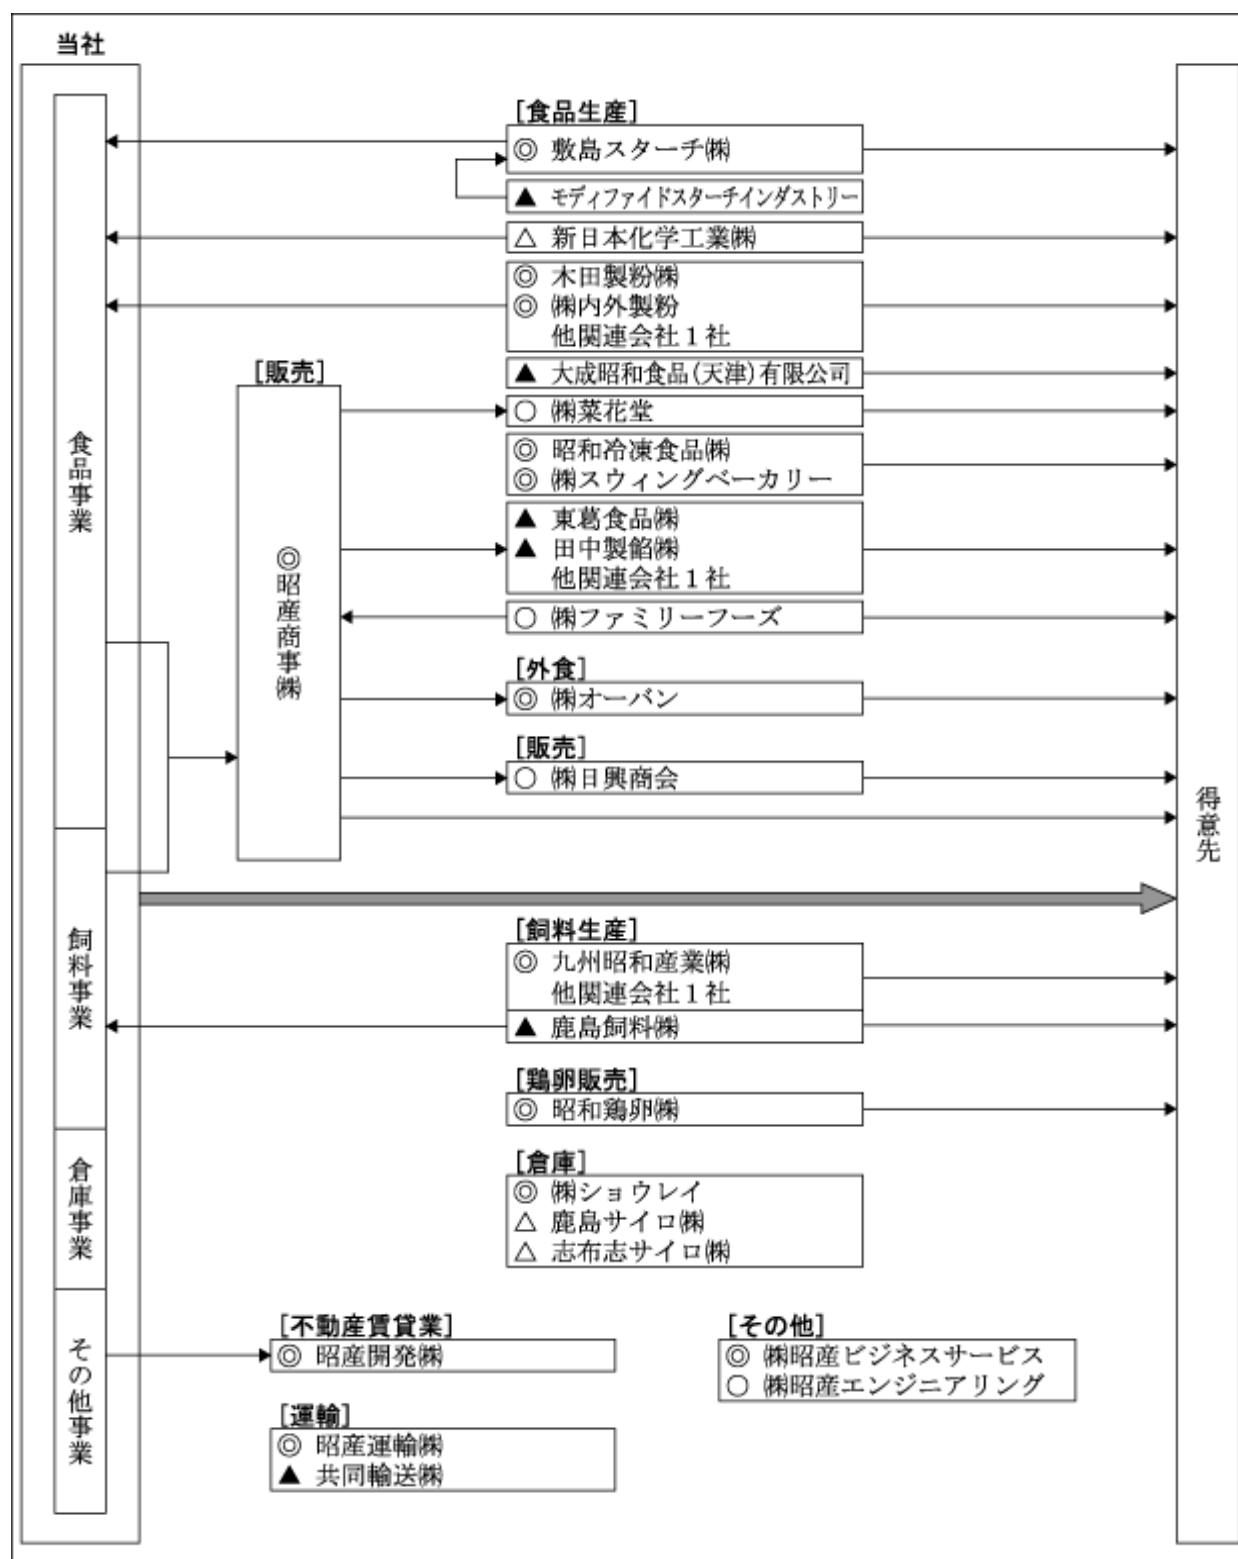 当社
[食品生産]
◎ 敷島スターチ㈱
▲ モディファイドスターチインダストリー
△ 新日本化学工業㈱
◎ 木田製粉㈱
◎ ㈱内外製粉
他関連会社１社
▲ 大成昭和食品(天津)有限公司
[販売]
○ ㈱菜花堂
◎ 昭和冷凍食品㈱
◎ ㈱スウィングベーカリー
食品事業
▲ 東葛食品㈱
▲ 田中製餡㈱
他関連会社１社
◎昭産商事㈱
○ ㈱ファミリーフーズ
[外食]
◎ ㈱オーバン
[販売]
○ ㈱日興商会
得意先
[飼料生産]
飼料事業
◎ 九州昭和産業㈱
他関連会社１社
▲ 鹿島飼料㈱
[鶏卵販売]
◎ 昭和鶏卵㈱
倉庫事業
[倉庫]
◎ ㈱ショウレイ
△ 鹿島サイロ㈱
△ 志布志サイロ㈱
その他事業
[不動産賃貸業]
◎ 昭産開発㈱
[その他]
◎ ㈱昭産ビジネスサービス
○ ㈱昭産エンジニアリング
[運輸]
◎ 昭産運輸㈱
▲ 共同輸送㈱